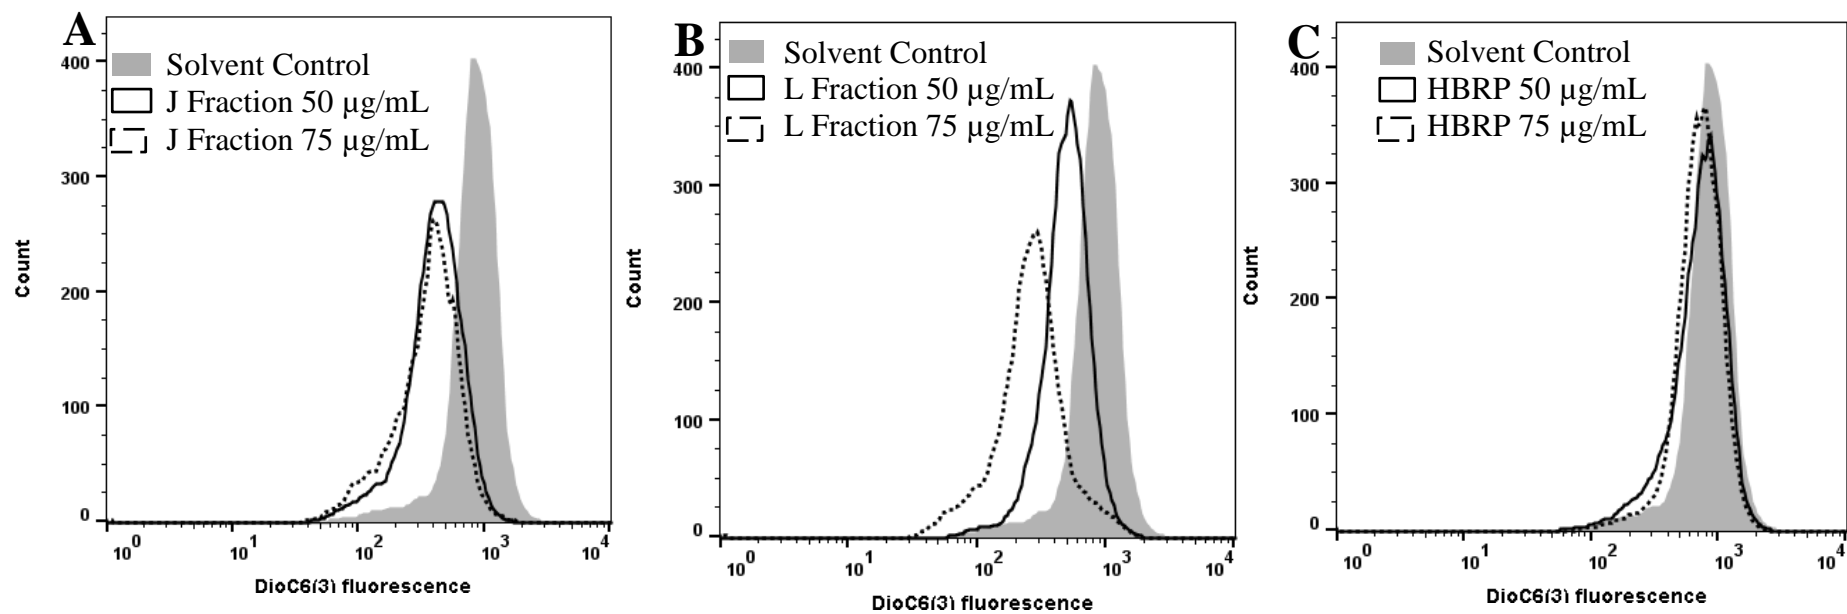 A
Solvent Control
J Fraction 50 µg/mL
J Fraction 75 µg/mL
400
300
200
100
0
Count
10^0 10^1 10^2 10^3 10^4
DioC6(3) fluorescence
B
Solvent Control
L Fraction 50 µg/mL
L Fraction 75 µg/mL
400
300
200
100
0
Count
10^0 10^1 10^2 10^3 10^4
DioC6(3) fluorescence
C
Solvent Control
HBRP 50 µg/mL
HBRP 75 µg/mL
400
300
200
100
0
Count
10^0 10^1 10^2 10^3 10^4
DioC6(3) fluorescence